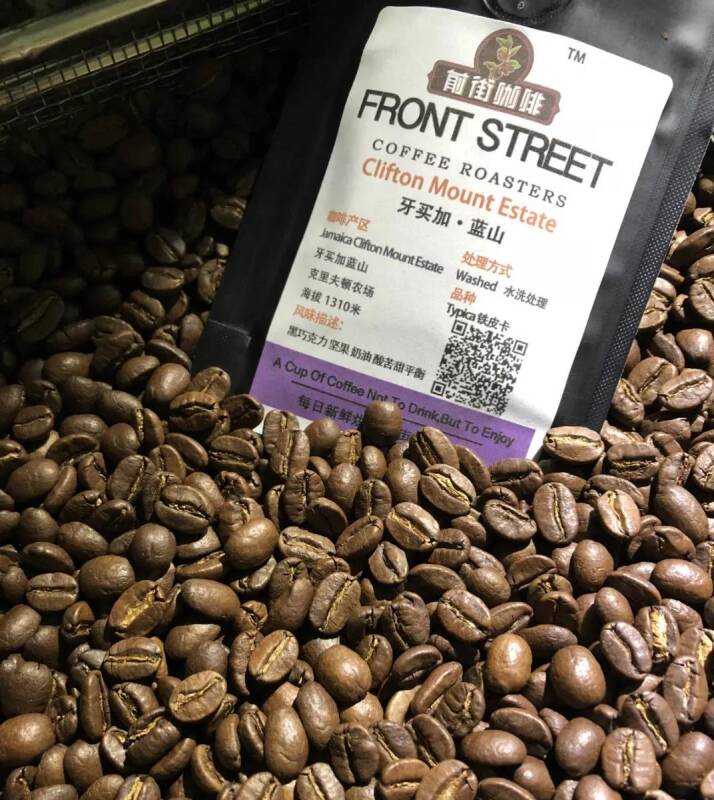 TM
前街咖啡
FRONT STREET
COFFEE ROASTERS
Clifton Mount Estate
牙买加·蓝山
咖啡产区
Jamaica Clifton Mount Estate
牙买加蓝山
克里夫顿农场
海拔 1310米
风味描述:
黑巧克力 坚果 奶油 酸苦甜平衡
处理方式
Washed 水洗处理
品种
Typica 铁皮卡
A Cup Of Coffee Not To Drink,But To Enjoy
每日新鲜